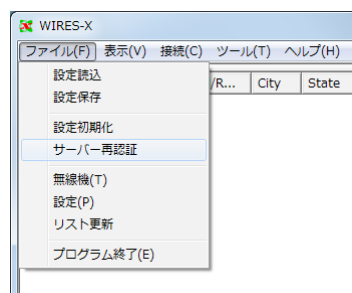 WIRES-X
ファイル(F) 表示(V) 接続(C) ツール(T) ヘルプ(H)
/R... City State
設定読込
設定保存
設定初期化
サーバー再認証
無線機(T)
設定(P)
リスト更新
プログラム終了(E)